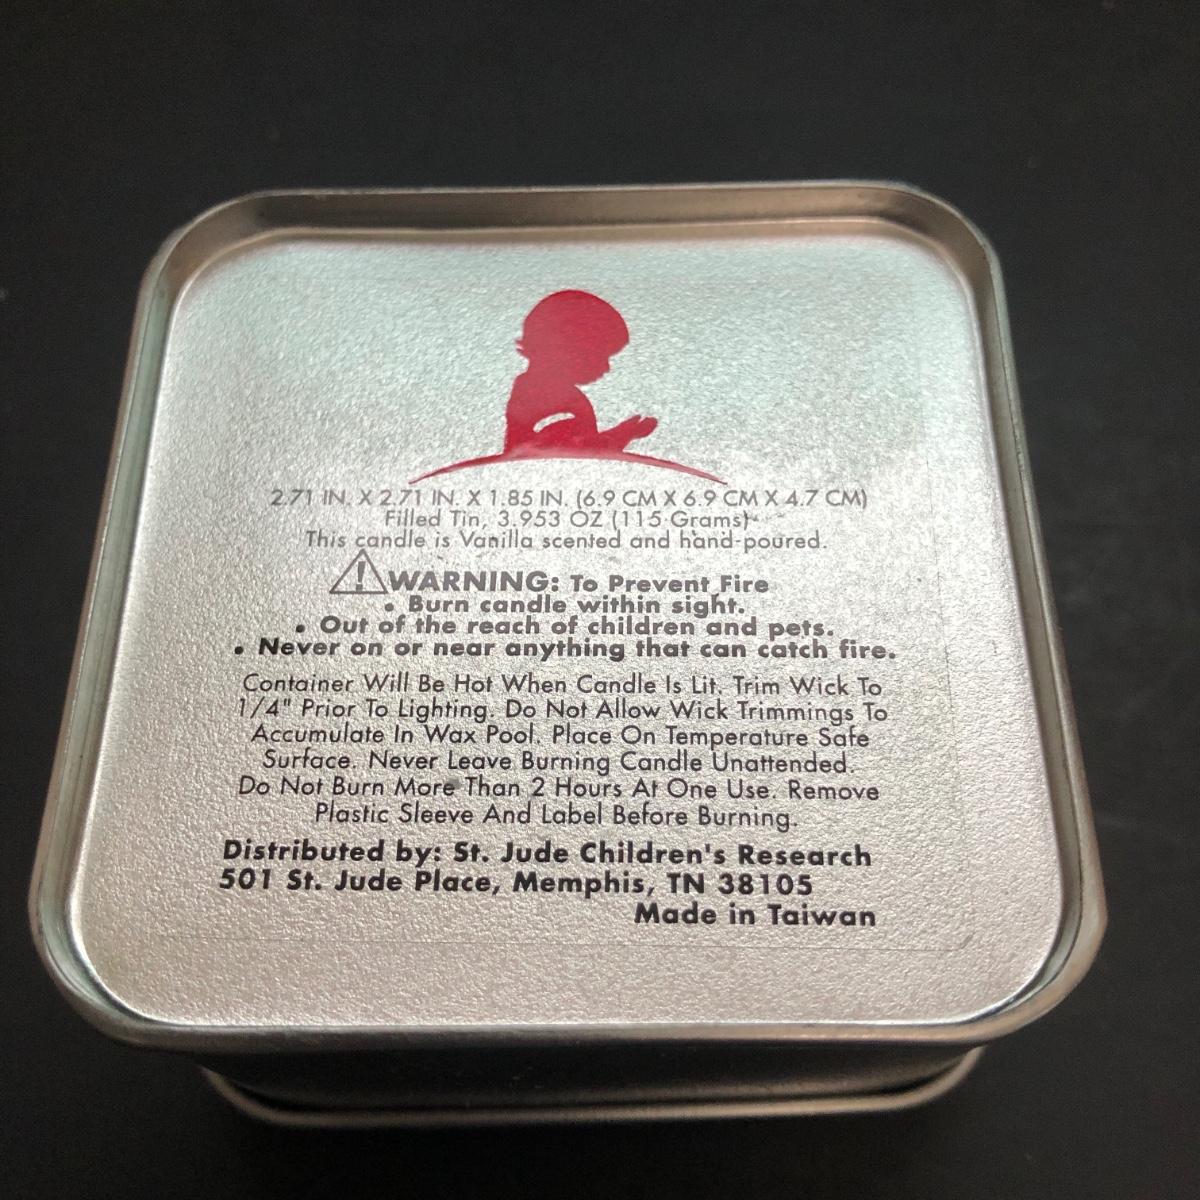 2.71 IN. X 2.71 IN. X 1.85 IN. (6.9 CM X 6.9 CM X 4.7 CM)
Filled Tin, 3.953 OZ (115 Grams)
This candle is Vanilla scented and hand-poured.
WARNING: To Prevent Fire
• Burn candle within sight.
• Out of the reach of children and pets.
• Never on or near anything that can catch fire.
Container Will Be Hot When Candle Is Lit. Trim Wick To
1/4" Prior To Lighting. Do Not Allow Wick Trimmings To
Accumulate In Wax Pool. Place On Temperature Safe
Surface. Never Leave Burning Candle Unattended.
Do Not Burn More Than 2 Hours At One Use. Remove
Plastic Sleeve And Label Before Burning.
Distributed by: St. Jude Children's Research
501 St. Jude Place, Memphis, TN 38105
Made in Taiwan